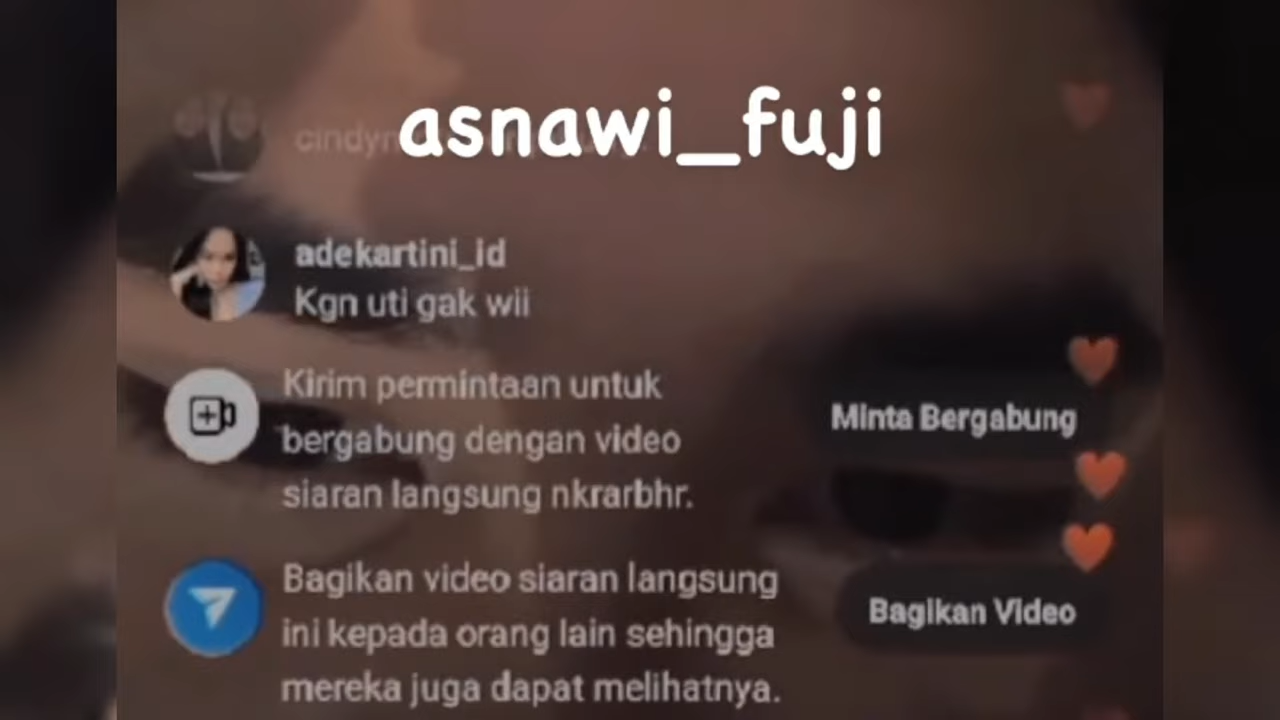 asnawi_fuji
adekartini_id
Kgn uti gak wii
Kirim permintaan untuk
bergabung dengan video
siaran langsung nkrarbhr.
Minta Bergabung
Bagikan video siaran langsung
ini kepada orang lain sehingga
mereka juga dapat melihatnya.
Bagikan Video